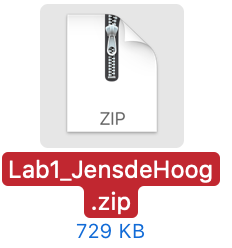 ZIP
Lab1_JensdeHoog
.zip
729 KB